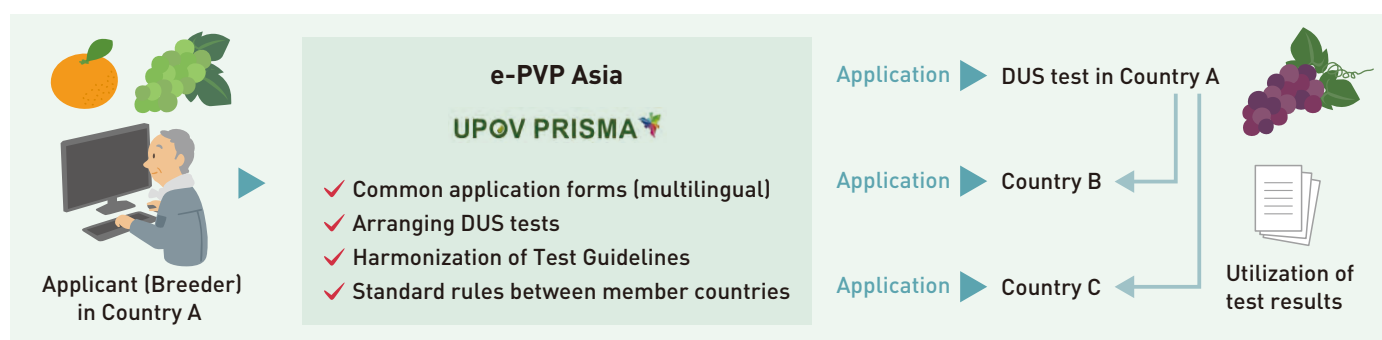 Applicant (Breeder)
in Country A
e-PVP Asia
UPOV PRISMA
Common application forms (multilingual)
Arranging DUS tests
Harmonization of Test Guidelines
Standard rules between member countries
Application
DUS test in Country A
Application
Country B
Application
Country C
Utilization of
test results